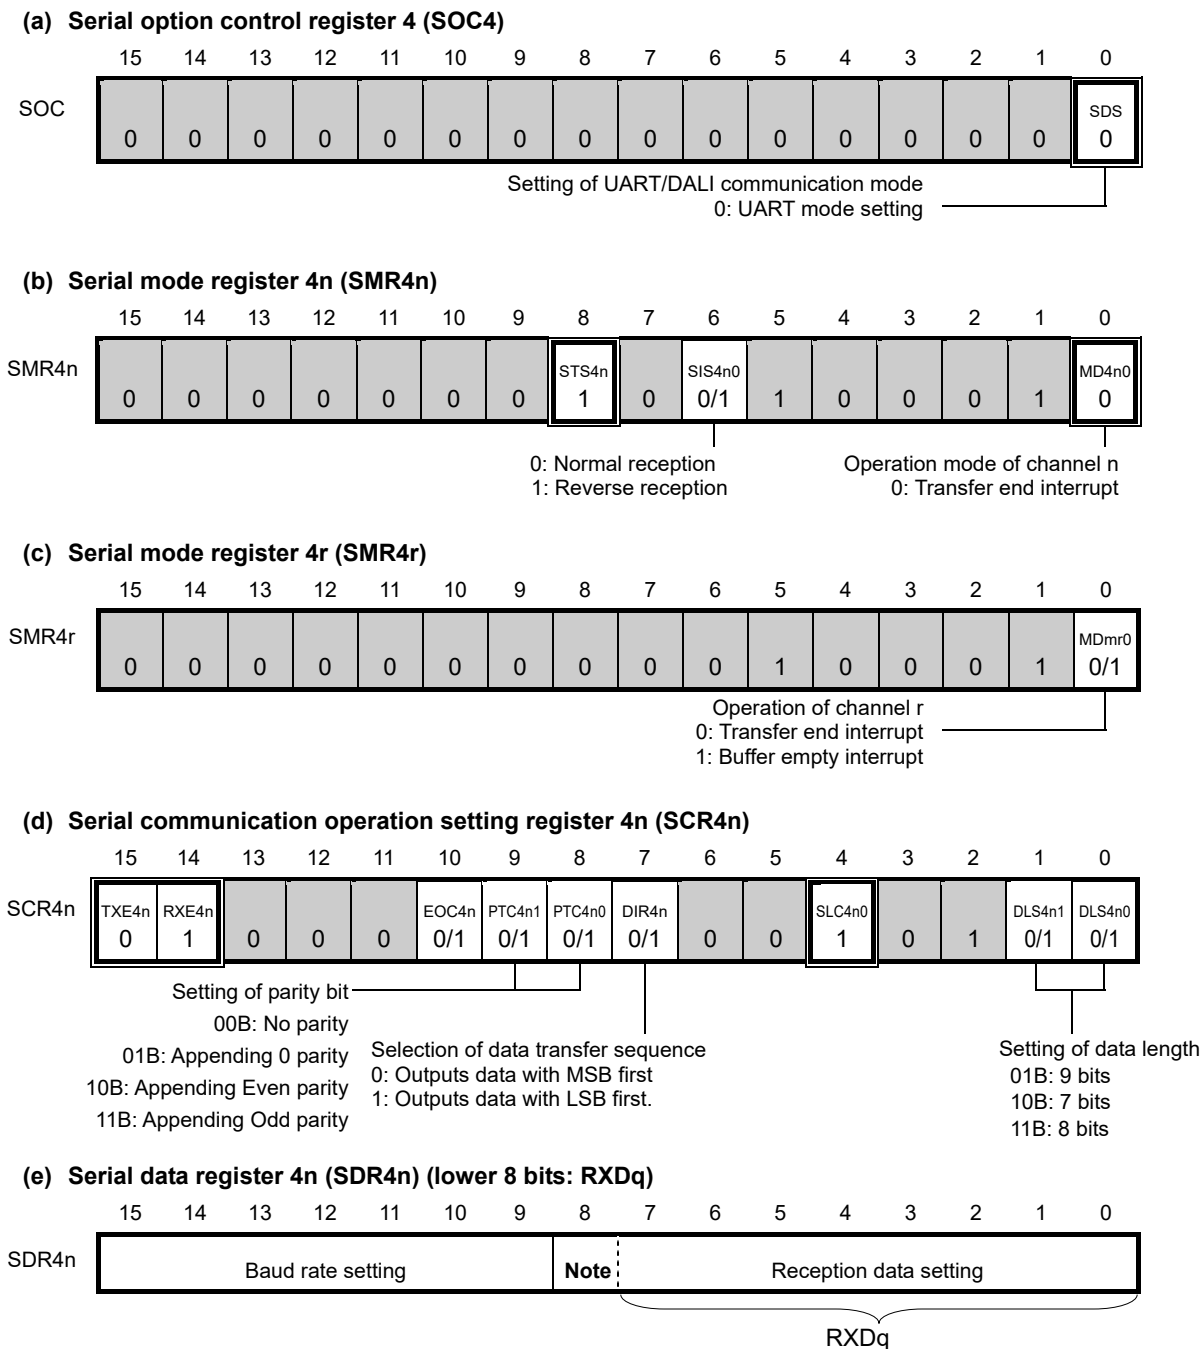 (a) Serial option control register 4 (SOC4)
15 14 13 12 11 10 9 8 7 6 5 4 3 2 1 0
SOC
SDS
0 0 0 0 0 0 0 0 0 0 0 0 0 0 0 0
Setting of UART/DALI communication mode
0: UART mode setting
(b) Serial mode register 4n (SMR4n)
15 14 13 12 11 10 9 8 7 6 5 4 3 2 1 0
SMR4n
STS4n SIS4n0 MD4n0
0 0 0 0 0 0 0 1 0 0/1 1 0 0 0 1 0
0: Normal reception
1: Reverse reception
Operation mode of channel n
0: Transfer end interrupt
(c) Serial mode register 4r (SMR4r)
15 14 13 12 11 10 9 8 7 6 5 4 3 2 1 0
SMR4r
MDmr0
0 0 0 0 0 0 0 0 0 0 1 0 0 0 1 0/1
Operation of channel r
0: Transfer end interrupt
1: Buffer empty interrupt
(d) Serial communication operation setting register 4n (SCR4n)
15 14 13 12 11 10 9 8 7 6 5 4 3 2 1 0
SCR4n
TXE4n RXE4n EOC4n PTC4n1 PTC4n0 DIR4n SLC4n0 DLS4n1 DLS4n0
0 1 0 0 0 0/1 0/1 0/1 0/1 0 0 1 0 1 0/1 0/1
Setting of parity bit
00B: No parity
01B: Appending 0 parity
10B: Appending Even parity
11B: Appending Odd parity
Selection of data transfer sequence
0: Outputs data with MSB first
1: Outputs data with LSB first.
Setting of data length
01B: 9 bits
10B: 7 bits
11B: 8 bits
(e) Serial data register 4n (SDR4n) (lower 8 bits: RXDq)
15 14 13 12 11 10 9 8 7 6 5 4 3 2 1 0
SDR4n
Baud rate setting Note Reception data setting
RXDq